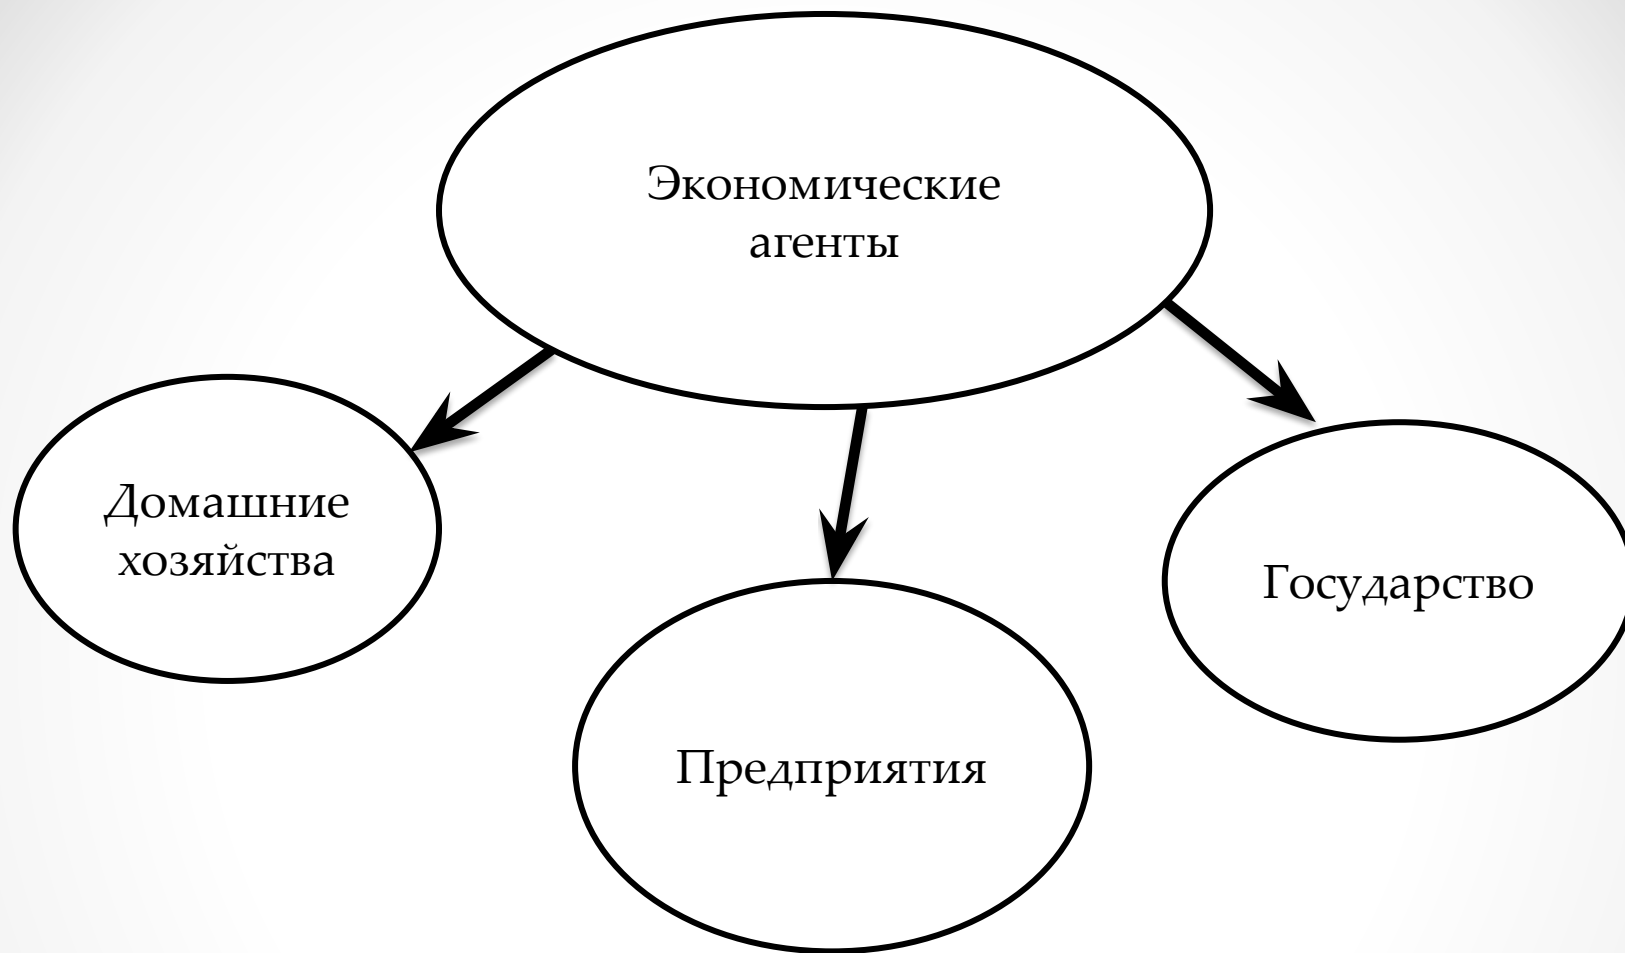 Экономические
агенты
Домашние
хозяйства
Государство
Предприятия